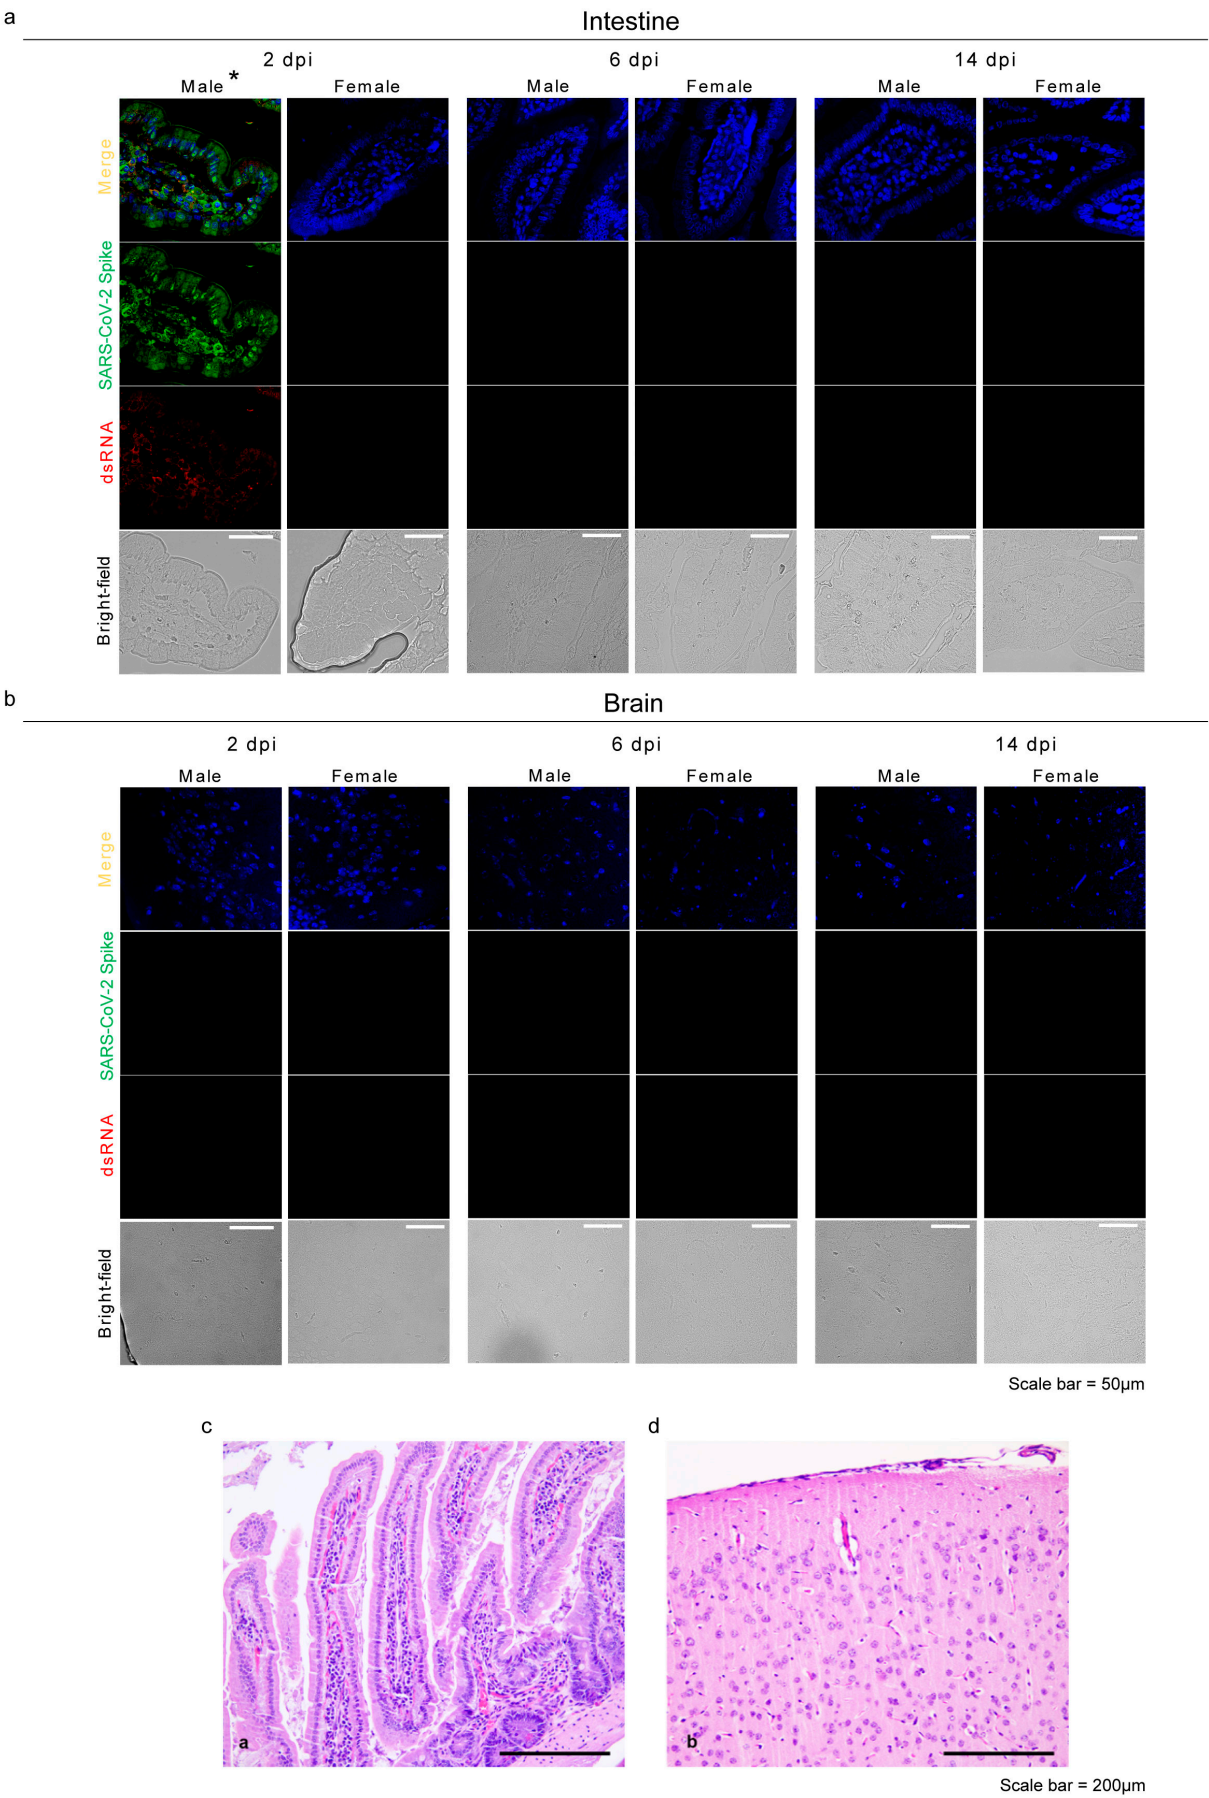 a
Intestine
2 dpi
6 dpi
14 dpi
Male *
Female
Male
Female
Male
Female
Merge
SARS-CoV-2 Spike
dsRNA
Bright-field
b
Brain
2 dpi
6 dpi
14 dpi
Male
Female
Male
Female
Male
Female
Merge
SARS-CoV-2 Spike
dsRNA
Bright-field
Scale bar = 50µm
c
d
a
b
Scale bar = 200µm